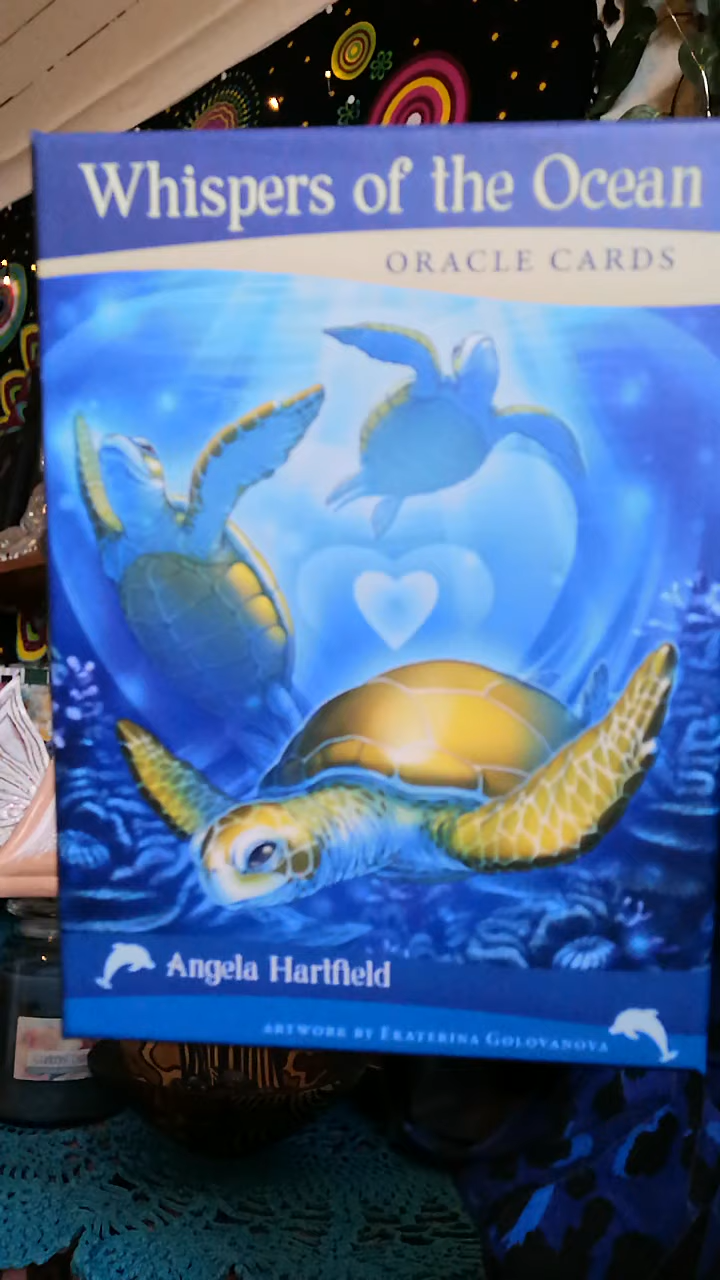 Whispers of the Ocean
ORACLE CARDS
Angela Hartfield
ARTWORK BY EKATERINA GOLOVANOVA